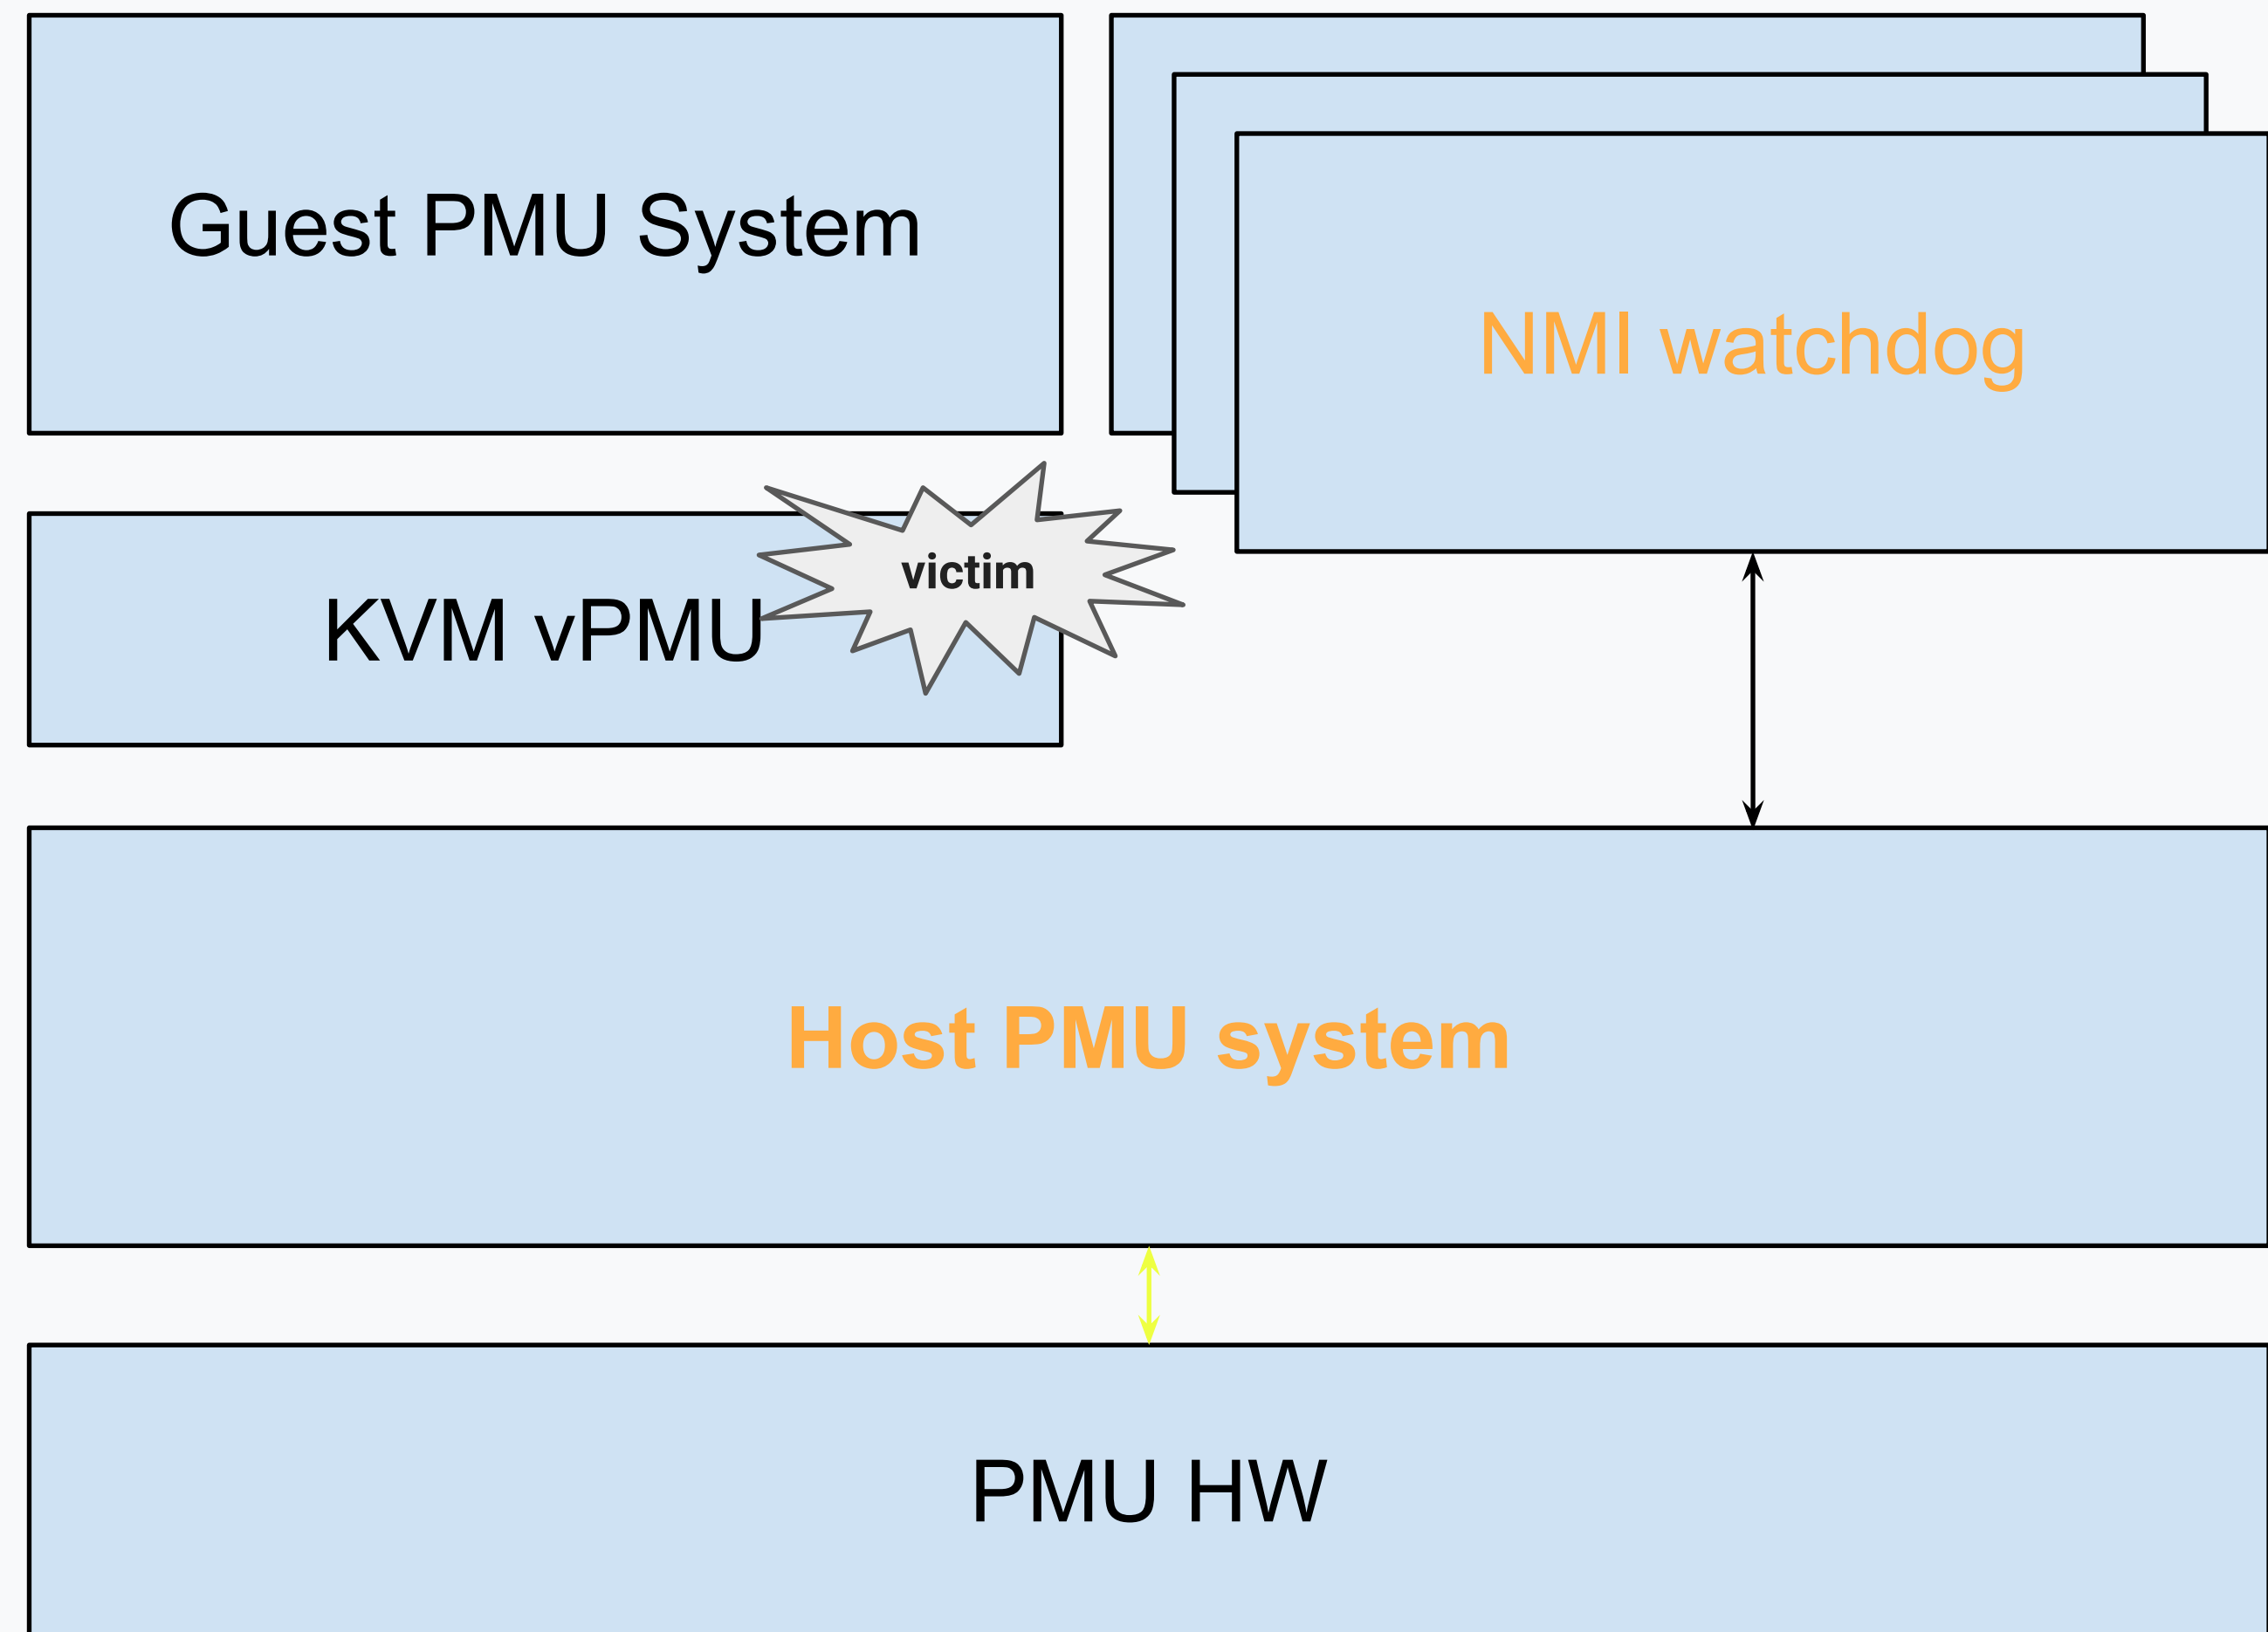 Guest PMU System
NMI watchdog
victim
KVM vPMU
Host PMU system
PMU HW